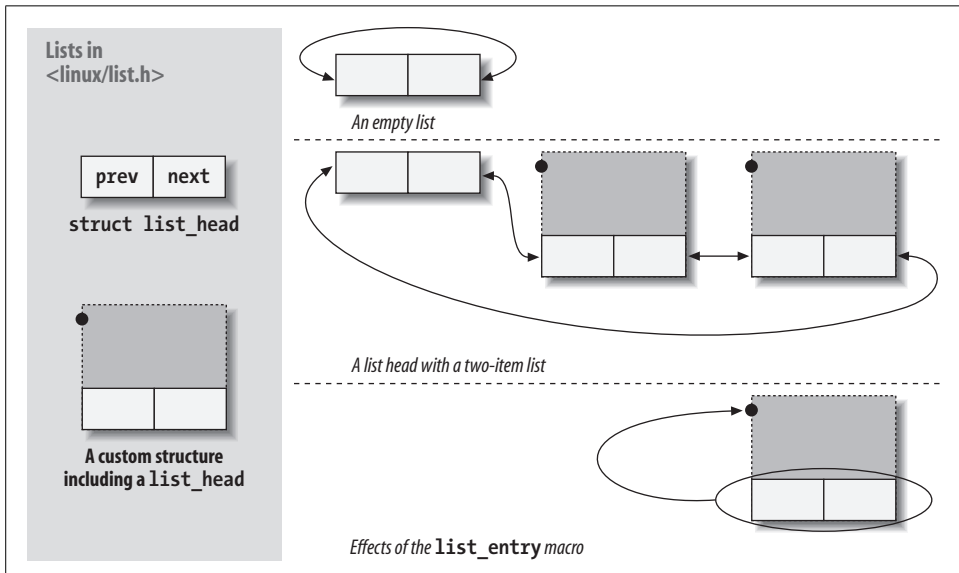 Lists in
<linux/list.h>
prev next
struct list_head
A custom structure
including a list_head
An empty list
A list head with a two-item list
Effects of the list_entry macro